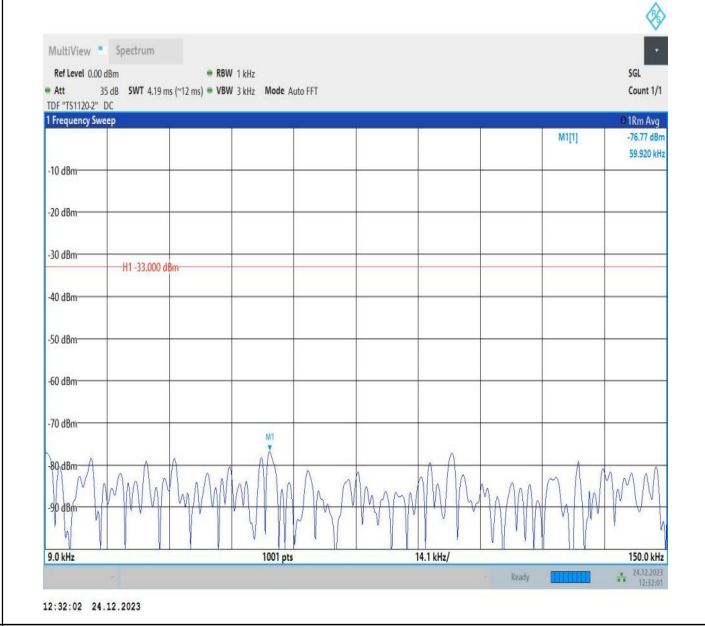 R&S
MultiView Spectrum
Ref Level 0.00 dBm RBW 1 kHz SGL
Att 35 dB SWT 4.19 ms (~12 ms) VBW 3 kHz Mode Auto FFT Count 1/1
TDF "TS1120-2" DC
1 Frequency Sweep 1Rm Avg
M1[1] -76.77 dBm
59.920 kHz
-10 dBm
-20 dBm
-30 dBm
H1 -33.000 dBm
-40 dBm
-50 dBm
-60 dBm
-70 dBm
M1
-80 dBm
-90 dBm
9.0 kHz 1001 pts 14.1 kHz/ 150.0 kHz
Ready 24.12.2023
12:32:01
12:32:02 24.12.2023